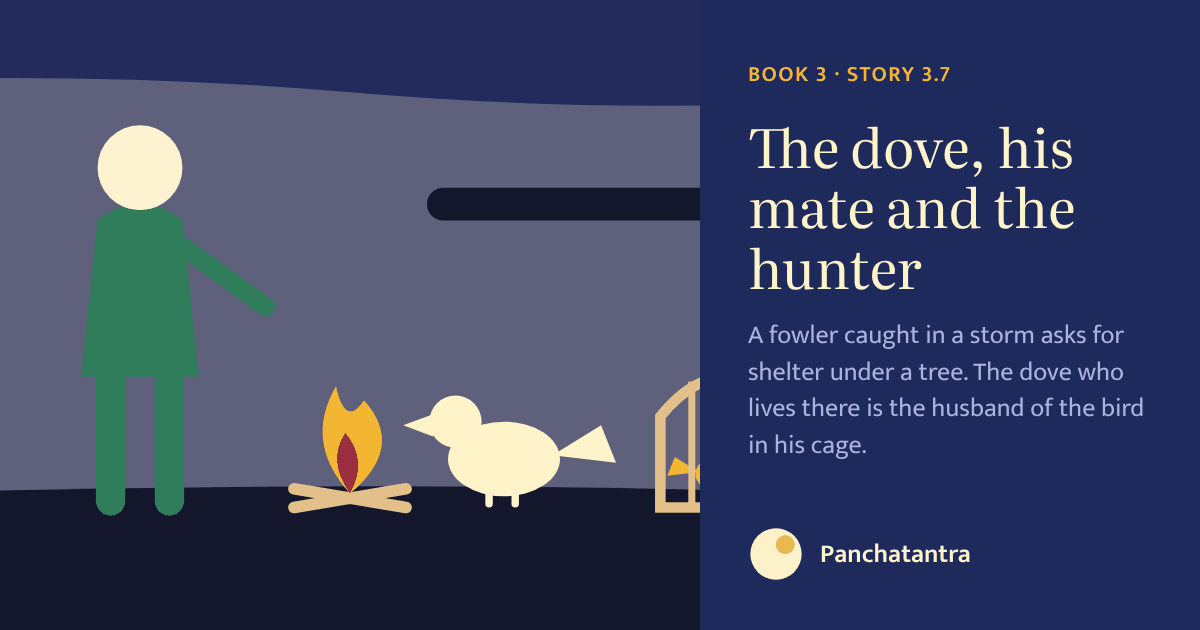 BOOK 3 · STORY 3.7
The dove, his
mate and the
hunter
A fowler caught in a storm asks for
shelter under a tree. The dove who
lives there is the husband of the bird
in his cage.
Panchatantra